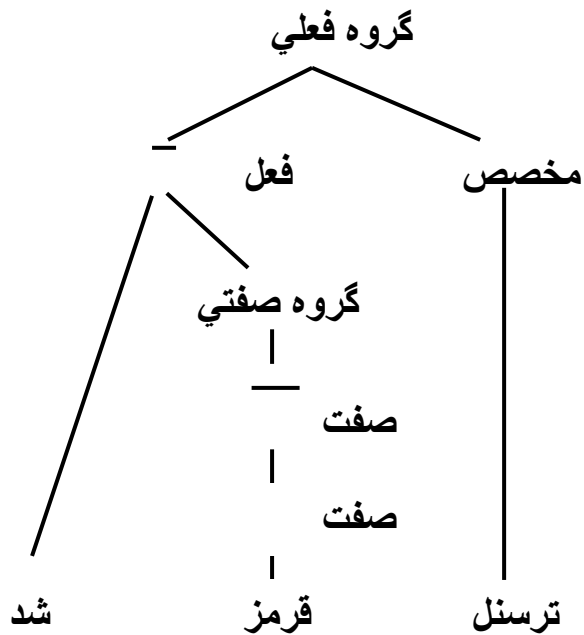 گروه فعلي
مخصص فعل
گروه صفتي
صفت
صفت
ترسنل قرمز شد